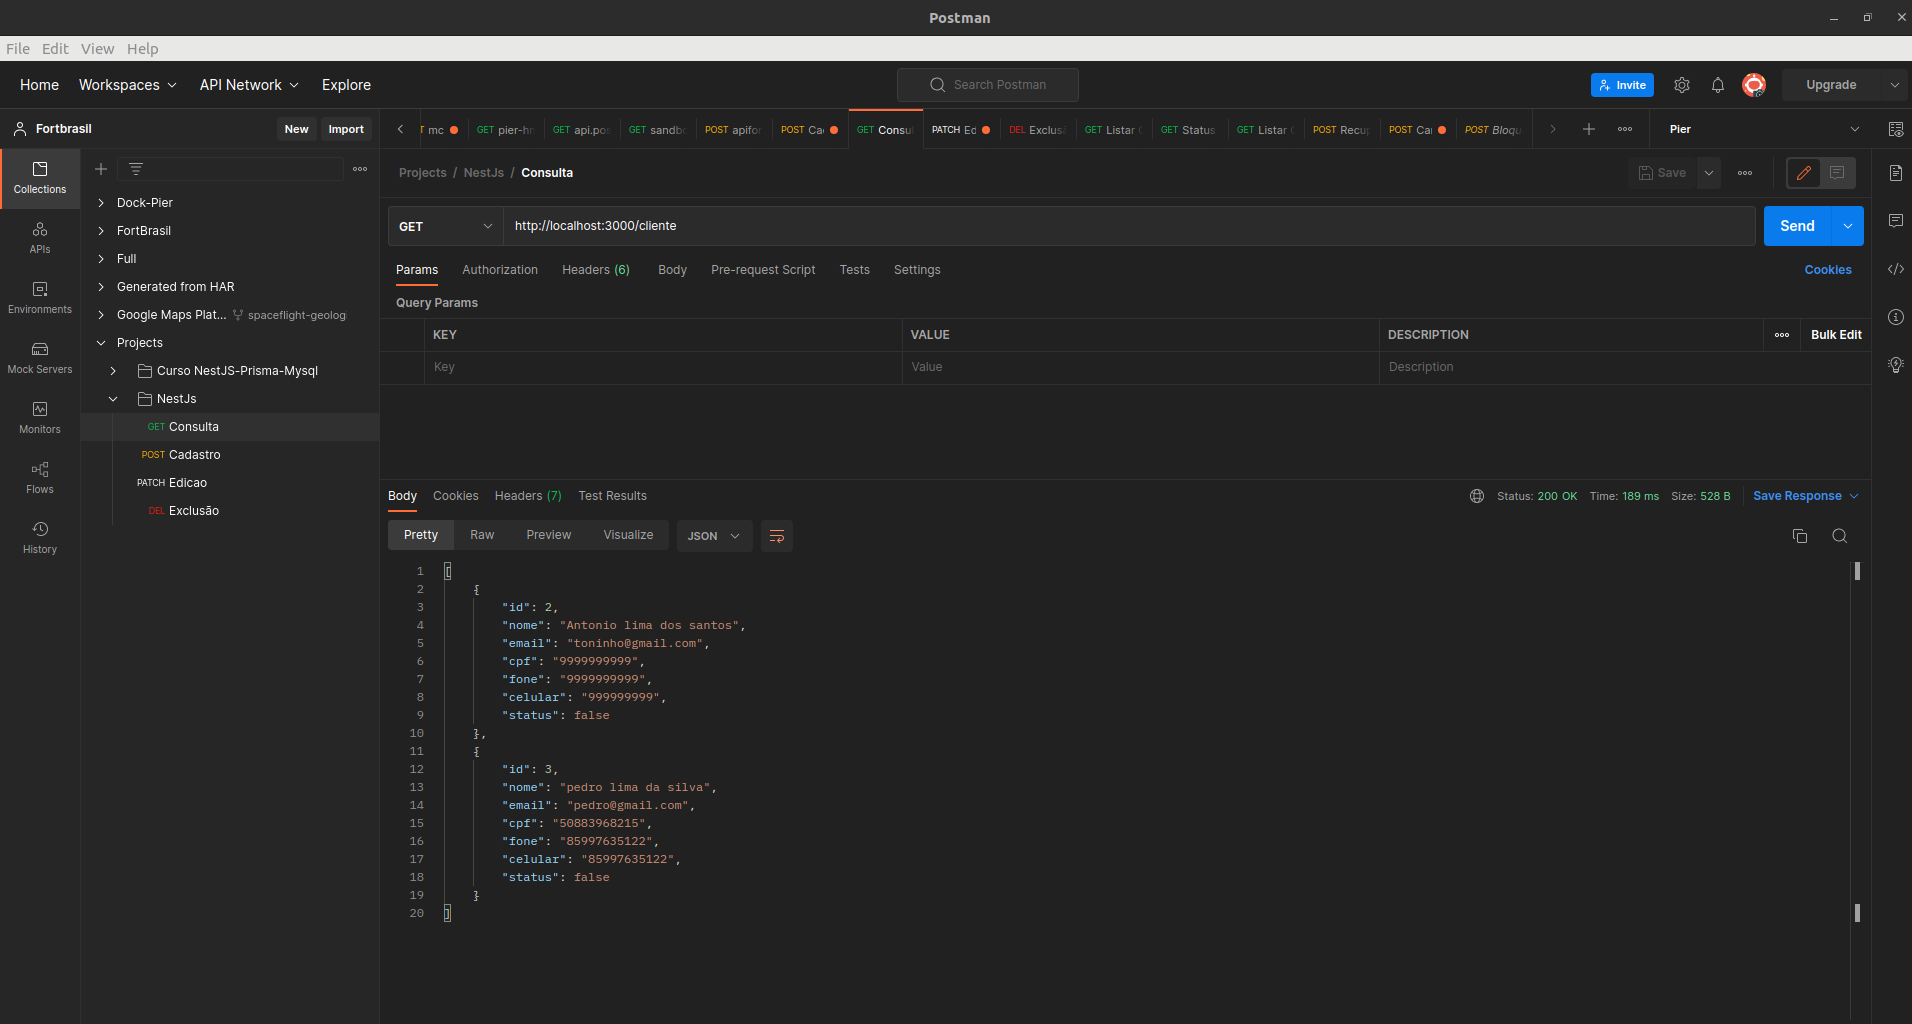 Postman
File Edit View Help
Home Workspaces API Network Explore Search Postman Invite Upgrade
Fortbrasil New Import
mc GET pier-h GET api.po GET sandb POST apifor POST Ca GET Consul PATCH Ed DEL Exclus GET Listar GET Status GET Listar POST Recu POST Ca POST Bloqu Pier
Collections
APIs
Environments
Mock Servers
Monitors
Flows
History
Dock-Pier
FortBrasil
Full
Generated from HAR
Google Maps Plat... spaceflight-geolog
Projects
Curso NestJS-Prisma-Mysql
NestJs
GET Consulta
POST Cadastro
PATCH Edicao
DEL Exclusão
Projects / NestJs / Consulta Save
GET http://localhost:3000/cliente Send
Params Authorization Headers (6) Body Pre-request Script Tests Settings Cookies
Query Params
KEY VALUE DESCRIPTION Bulk Edit
Key Value Description
Body Cookies Headers (7) Test Results Status: 200 OK Time: 189 ms Size: 528 B Save Response
Pretty Raw Preview Visualize JSON
1 [
2 {
3 "id": 2,
4 "nome": "Antonio lima dos santos",
5 "email": "toninho@gmail.com",
6 "cpf": "9999999999",
7 "fone": "9999999999",
8 "celular": "999999999",
9 "status": false
10 },
11 {
12 "id": 3,
13 "nome": "pedro lima da silva",
14 "email": "pedro@gmail.com",
15 "cpf": "50883968215",
16 "fone": "85997635122",
17 "celular": "85997635122",
18 "status": false
19 }
20 ]